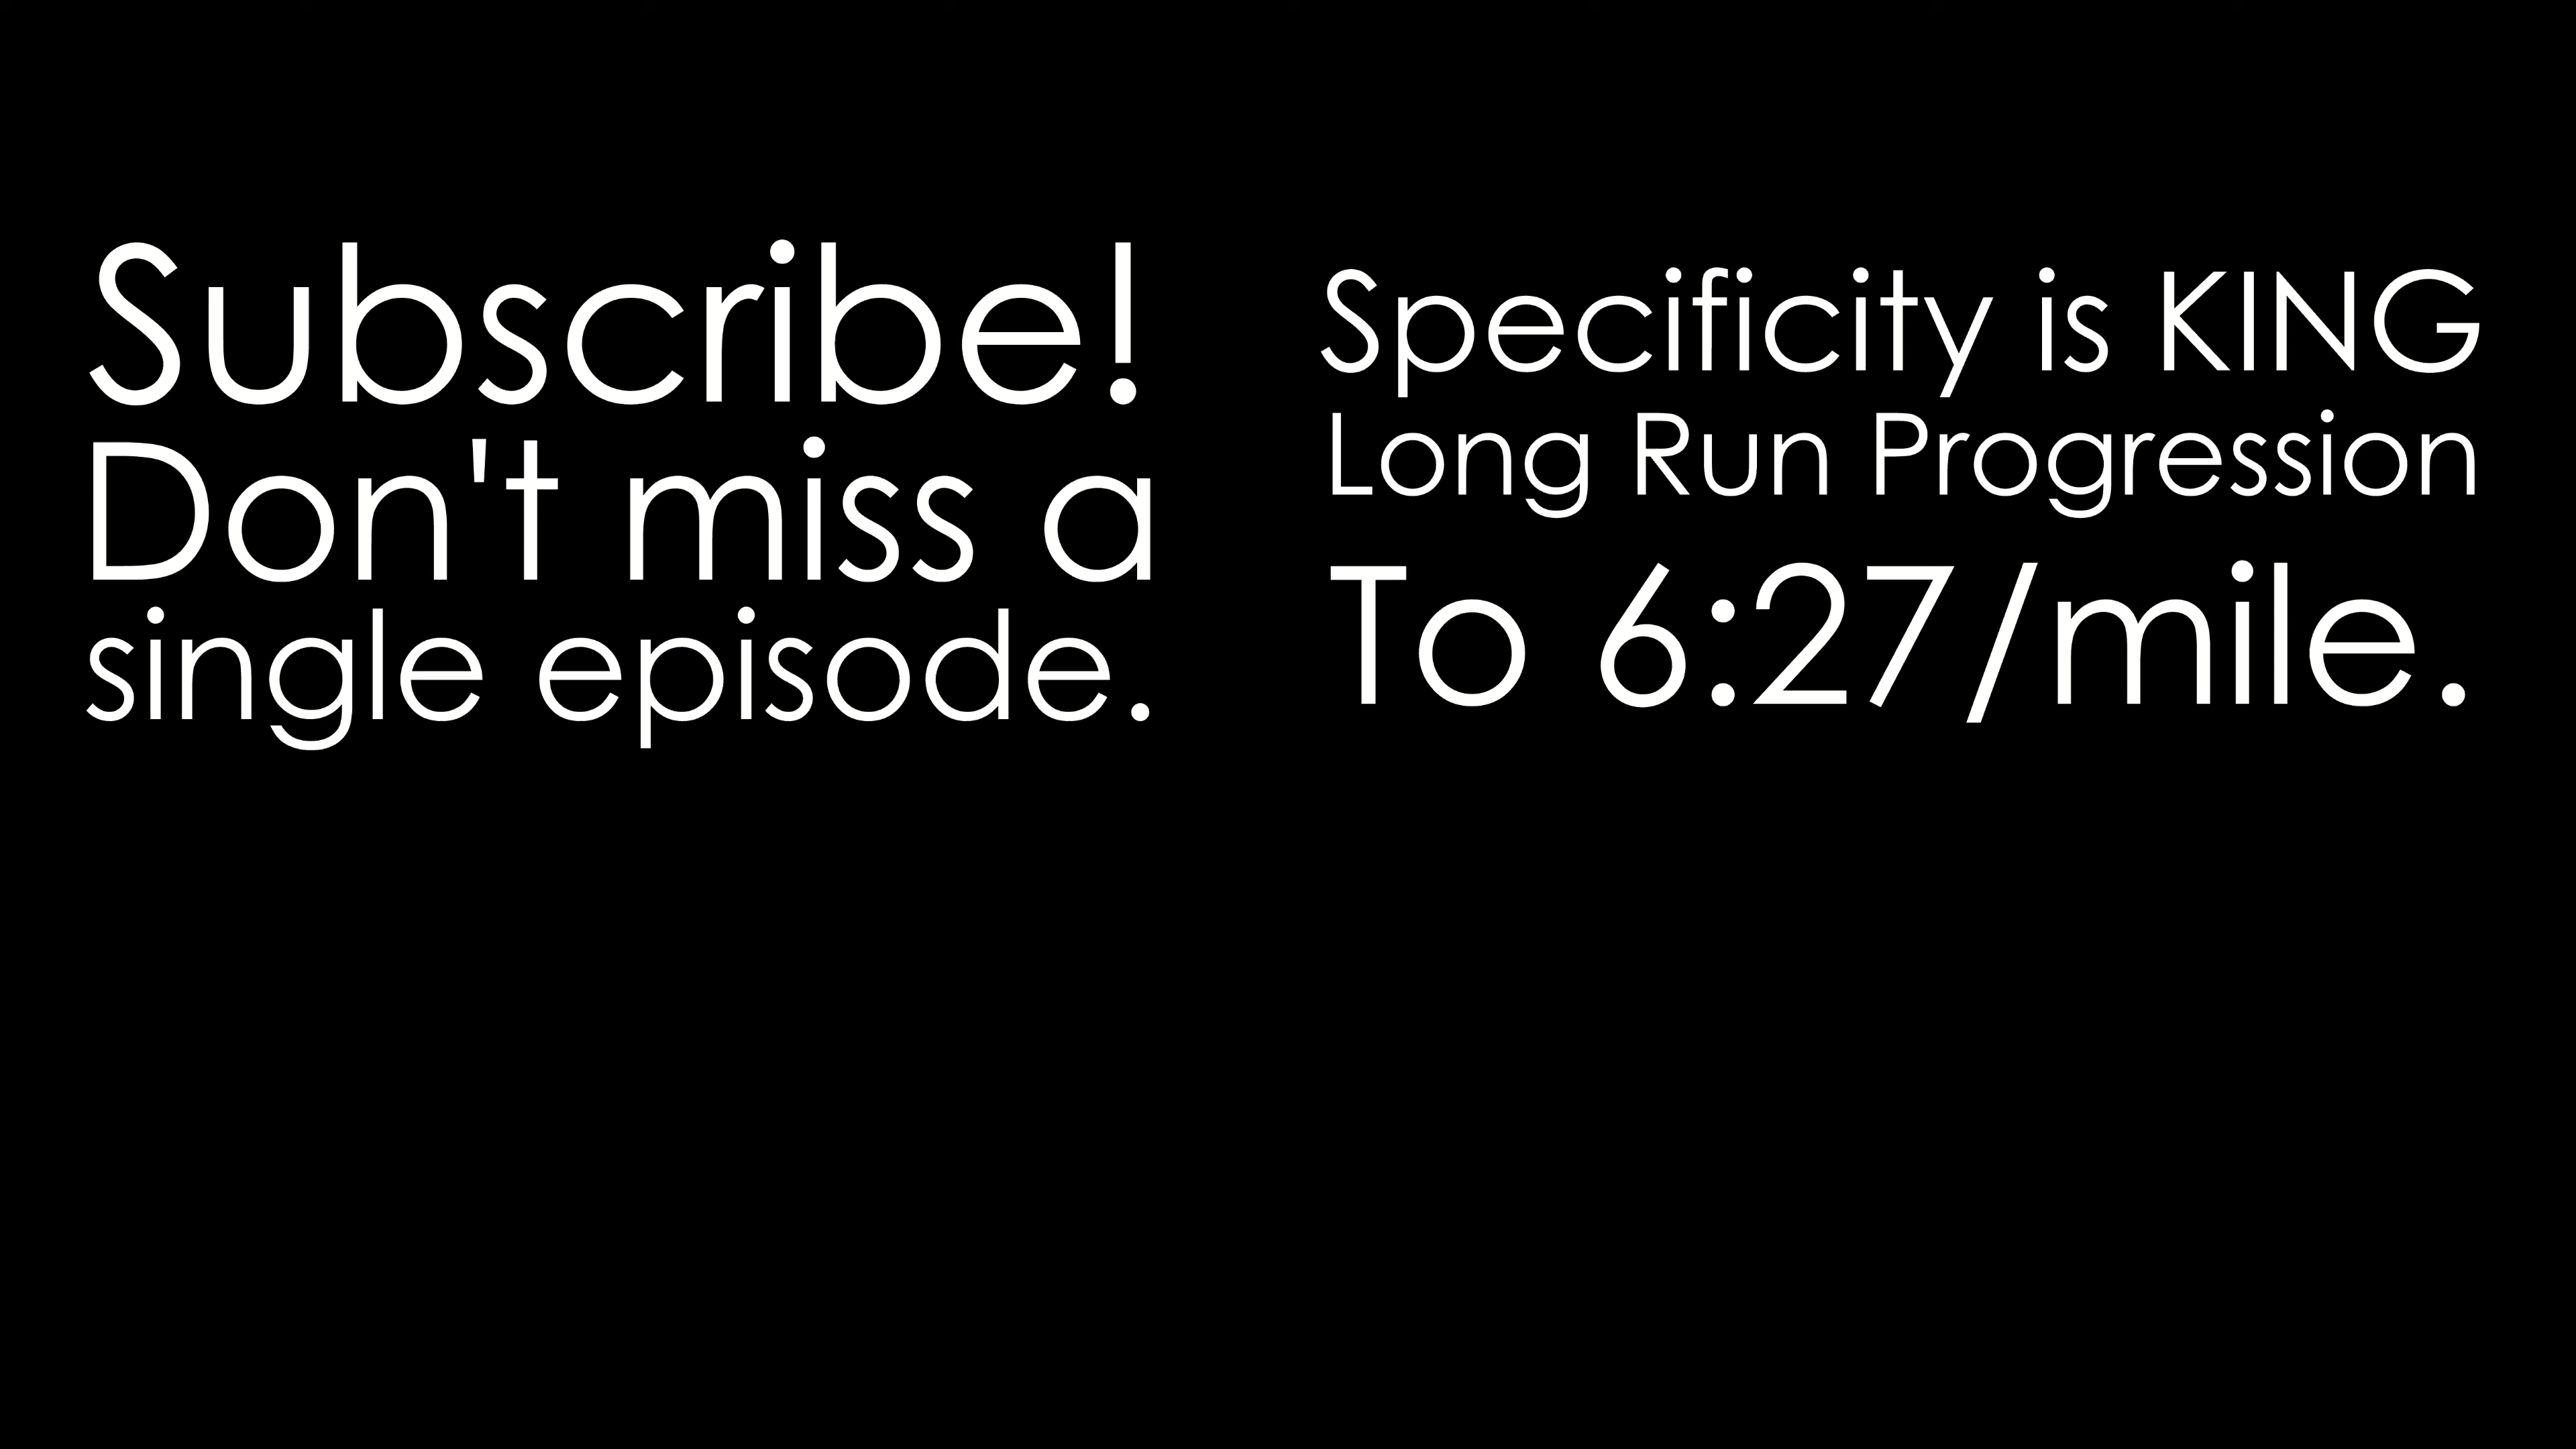 Subscribe!
Don't miss a
single episode.
Specificity is KING
Long Run Progression
To 6:27/mile.